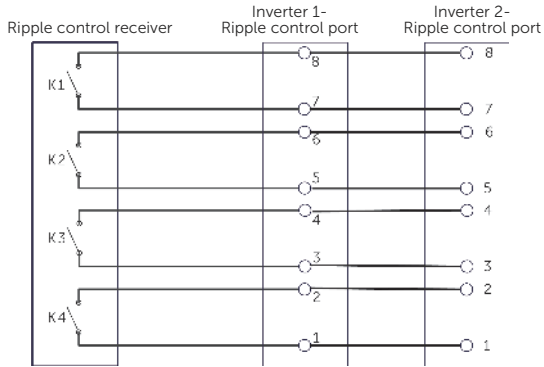 Ripple control receiver
Inverter 1-
Ripple control port
Inverter 2-
Ripple control port
8
8
K1
7
7
6
6
K2
5
5
4
4
K3
3
3
2
2
K4
1
1